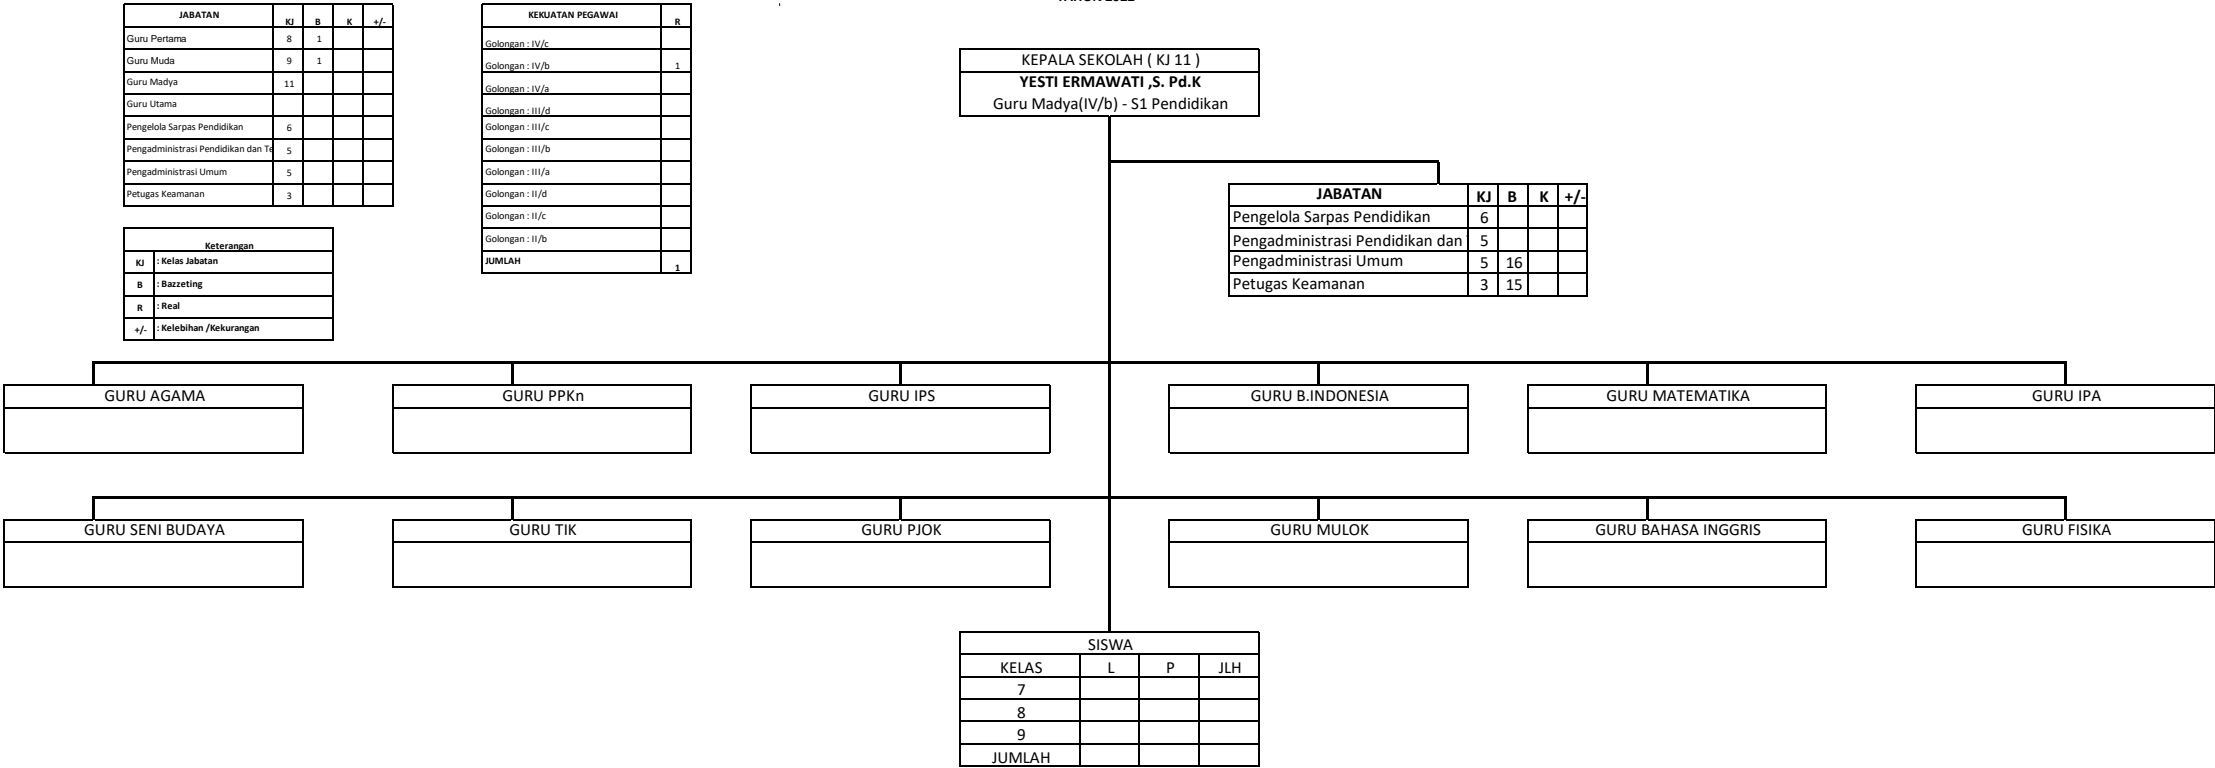 TAHUN 2022
JABATAN KJ B K +/-
Guru Pertama 8 1
Guru Muda 9 1
Guru Madya 11
Guru Utama
Pengelola Sarpas Pendidikan 6
Pengadministrasi Pendidikan dan Te 5
Pengadministrasi Umum 5
Petugas Keamanan 3
KEKUATAN PEGAWAI R
Golongan : IV/c
Golongan : IV/b 1
Golongan : IV/a
Golongan : III/d
Golongan : III/c
Golongan : III/b
Golongan : III/a
Golongan : II/d
Golongan : II/c
Golongan : II/b
JUMLAH 1
Keterangan
KJ : Kelas Jabatan
B : Bazzeting
R : Real
+/- : Kelebihan /Kekurangan
KEPALA SEKOLAH ( KJ 11 )
YESTI ERMAWATI ,S. Pd.K
Guru Madya(IV/b) - S1 Pendidikan
JABATAN KJ B K +/-
Pengelola Sarpas Pendidikan 6
Pengadministrasi Pendidikan dan 5
Pengadministrasi Umum 5 16
Petugas Keamanan 3 15
GURU AGAMA
GURU PPKn
GURU IPS
GURU B.INDONESIA
GURU MATEMATIKA
GURU IPA
GURU SENI BUDAYA
GURU TIK
GURU PJOK
GURU MULOK
GURU BAHASA INGGRIS
GURU FISIKA
SISWA
KELAS L P JLH
7
8
9
JUMLAH